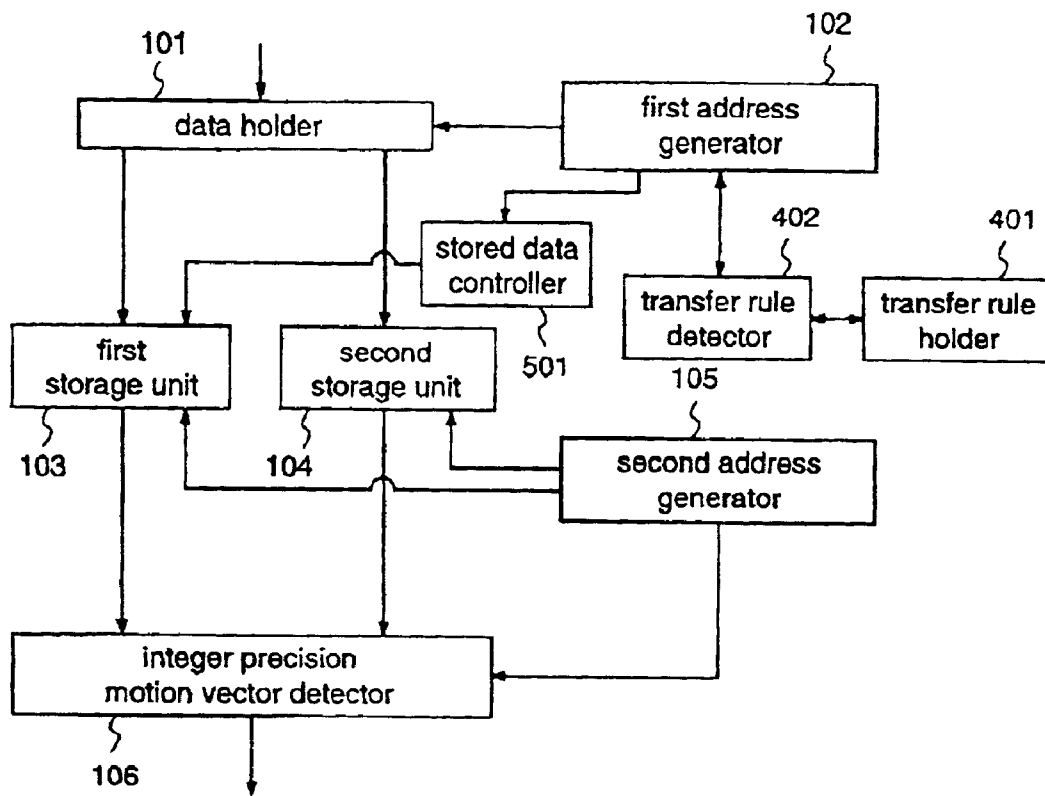 101
102
data holder
first address
generator
402
401
stored data
controller
transfer rule
detector
transfer rule
holder
first
storage unit
second
storage unit
501
105
103
104
second address
generator
integer precision
motion vector detector
106